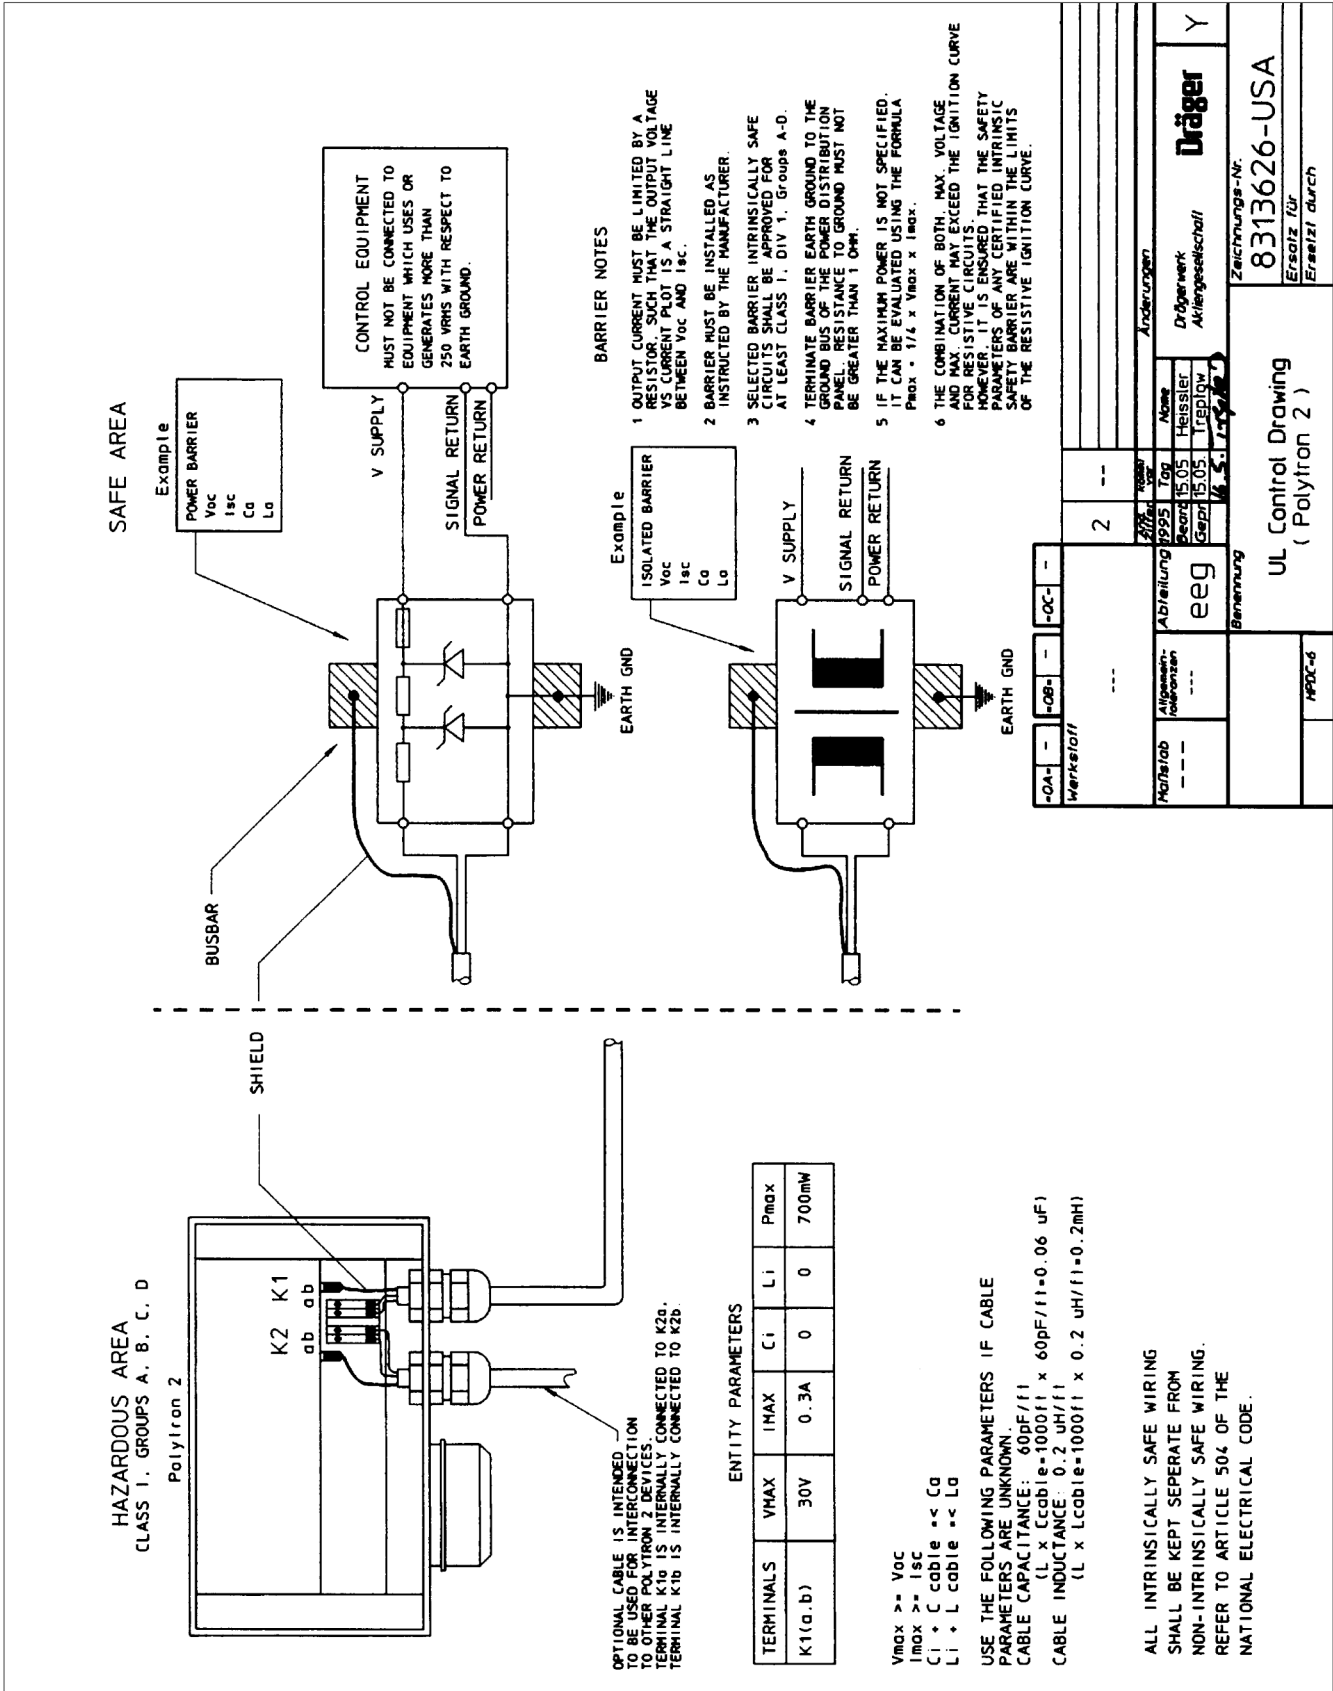 HAZARDOUS AREA
CLASS I, GROUPS A, B, C, D
Polytron 2
K2 K1
ab ab
SHIELD
OPTIONAL CABLE IS INTENDED
TO BE USED FOR INTERCONNECTION
TO OTHER POLYTRON 2 DEVICES.
TERMINAL K1a IS INTERNALLY CONNECTED TO K2a,
TERMINAL K1b IS INTERNALLY CONNECTED TO K2b.
ENTITY PARAMETERS
TERMINALS VMAX IMAX Ci Li Pmax
K1(a,b) 30V 0.3A 0 0 700mW
Vmax >= Voc
Imax >= Isc
Ci + C cable =< Ca
Li + L cable =< La
USE THE FOLLOWING PARAMETERS IF CABLE
PARAMETERS ARE UNKNOWN.
CABLE CAPACITANCE: 60pF/ft
(L x Ccable=1000ft x 60pF/ft=0.06 uF)
CABLE INDUCTANCE: 0.2 uH/ft
(L x Lcable=1000ft x 0.2 uH/ft=0.2mH)
ALL INTRINSICALLY SAFE WIRING
SHALL BE KEPT SEPERATE FROM
NON-INTRINSICALLY SAFE WIRING.
REFER TO ARTICLE 504 OF THE
NATIONAL ELECTRICAL CODE.
SAFE AREA
BUSBAR
Example
POWER BARRIER
Voc
Isc
Ca
La
EARTH GND
V SUPPLY
SIGNAL RETURN
POWER RETURN
CONTROL EQUIPMENT
MUST NOT BE CONNECTED TO
EQUIPMENT WHICH USES OR
GENERATES MORE THAN
250 VRMS WITH RESPECT TO
EARTH GROUND.
Example
ISOLATED BARRIER
Voc
Isc
Ca
La
V SUPPLY
SIGNAL RETURN
POWER RETURN
EARTH GND
BARRIER NOTES
1 OUTPUT CURRENT MUST BE LIMITED BY A
RESISTOR, SUCH THAT THE OUTPUT VOLTAGE
VS CURRENT PLOT IS A STRAIGHT LINE
BETWEEN Voc AND Isc.
2 BARRIER MUST BE INSTALLED AS
INSTRUCTED BY THE MANUFACTURER.
3 SELECTED BARRIER INTRINSICALLY SAFE
CIRCUITS SHALL BE APPROVED FOR
AT LEAST CLASS I, DIV 1, Groups A-D.
4 TERMINATE BARRIER EARTH GROUND TO THE
GROUND BUS OF THE POWER DISTRIBUTION
PANEL. RESISTANCE TO GROUND MUST NOT
BE GREATER THAN 1 OHM.
5 IF THE MAXIMUM POWER IS NOT SPECIFIED,
IT CAN BE EVALUATED USING THE FORMULA
Pmax = 1/4 x Vmax x Imax.
6 THE COMBINATION OF BOTH, MAX. VOLTAGE
AND MAX. CURRENT MAY EXCEED THE IGNITION CURVE
FOR RESISTIVE CIRCUITS.
HOWEVER, IT IS ENSURED THAT THE SAFETY
PARAMETERS OF ANY CERTIFIED INTRINSIC
SAFETY BARRIER ARE WITHIN THE LIMITS
OF THE RESISTIVE IGNITION CURVE.
=OA= - =OB= - =OC= -
Werkstoff
---
2 --
Änderungen
Maßstab
---
Allgemein-
toleranzen
---
Abteilung
eeg
1995 Tag Name
Bearb 15.05 Heissler
Gepr 15.05. Treptow
Drägerwerk
Aktiengesellschaft
Dräger
Y
Benennung
UL Control Drawing
( Polytron 2 )
Zeichnungs-Nr.
8313626-USA
Ersatz für
Ersetzt durch
HPDC=6